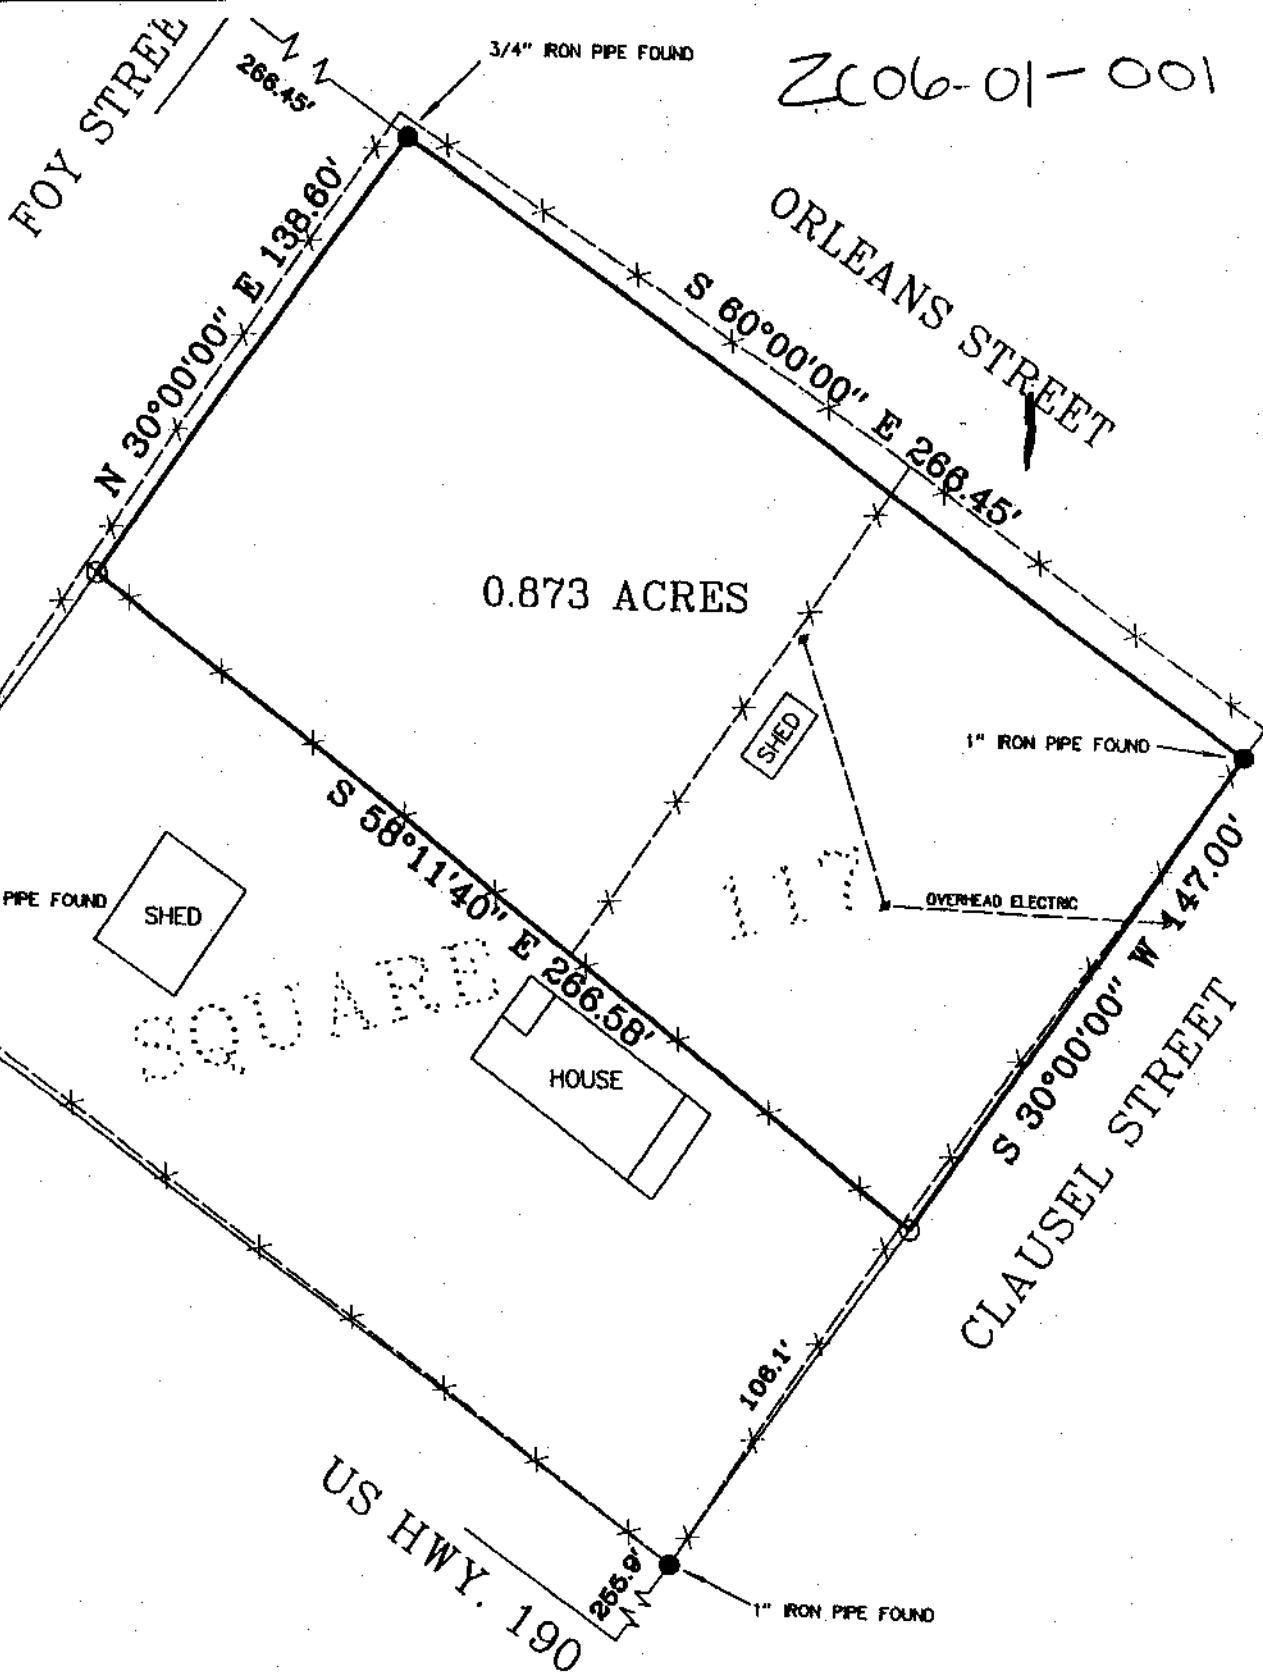 ZC06-01-001
3/4" IRON PIPE FOUND
266.45'
FOY STREE
N 30°00'00" E 138.60'
ORLEANS STREET
S 60°00'00" E 266.45'
0.873 ACRES
SHED
1" IRON PIPE FOUND
S 58°11'40" E 266.58'
117
OVERHEAD ELECTRIC
S 30°00'00" W 147.00'
PIPE FOUND
SHED
SQUARE
HOUSE
CLAUSEL STREET
106.1'
US HWY. 190
255.9'
1" IRON PIPE FOUND